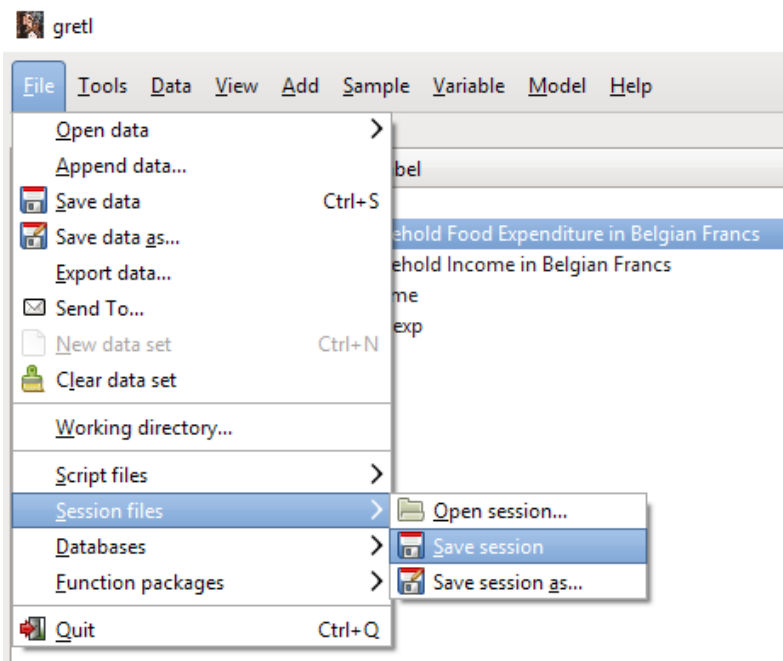 gretl
File Tools Data View Add Sample Variable Model Help
Open data
Append data...
bel
Save data Ctrl+S
Save data as...
ehold Food Expenditure in Belgian Francs
Export data...
ehold Income in Belgian Francs
Send To...
me
New data set Ctrl+N
exp
Clear data set
Working directory...
Script files
Session files
Open session...
Databases
Save session
Function packages
Save session as...
Quit Ctrl+Q